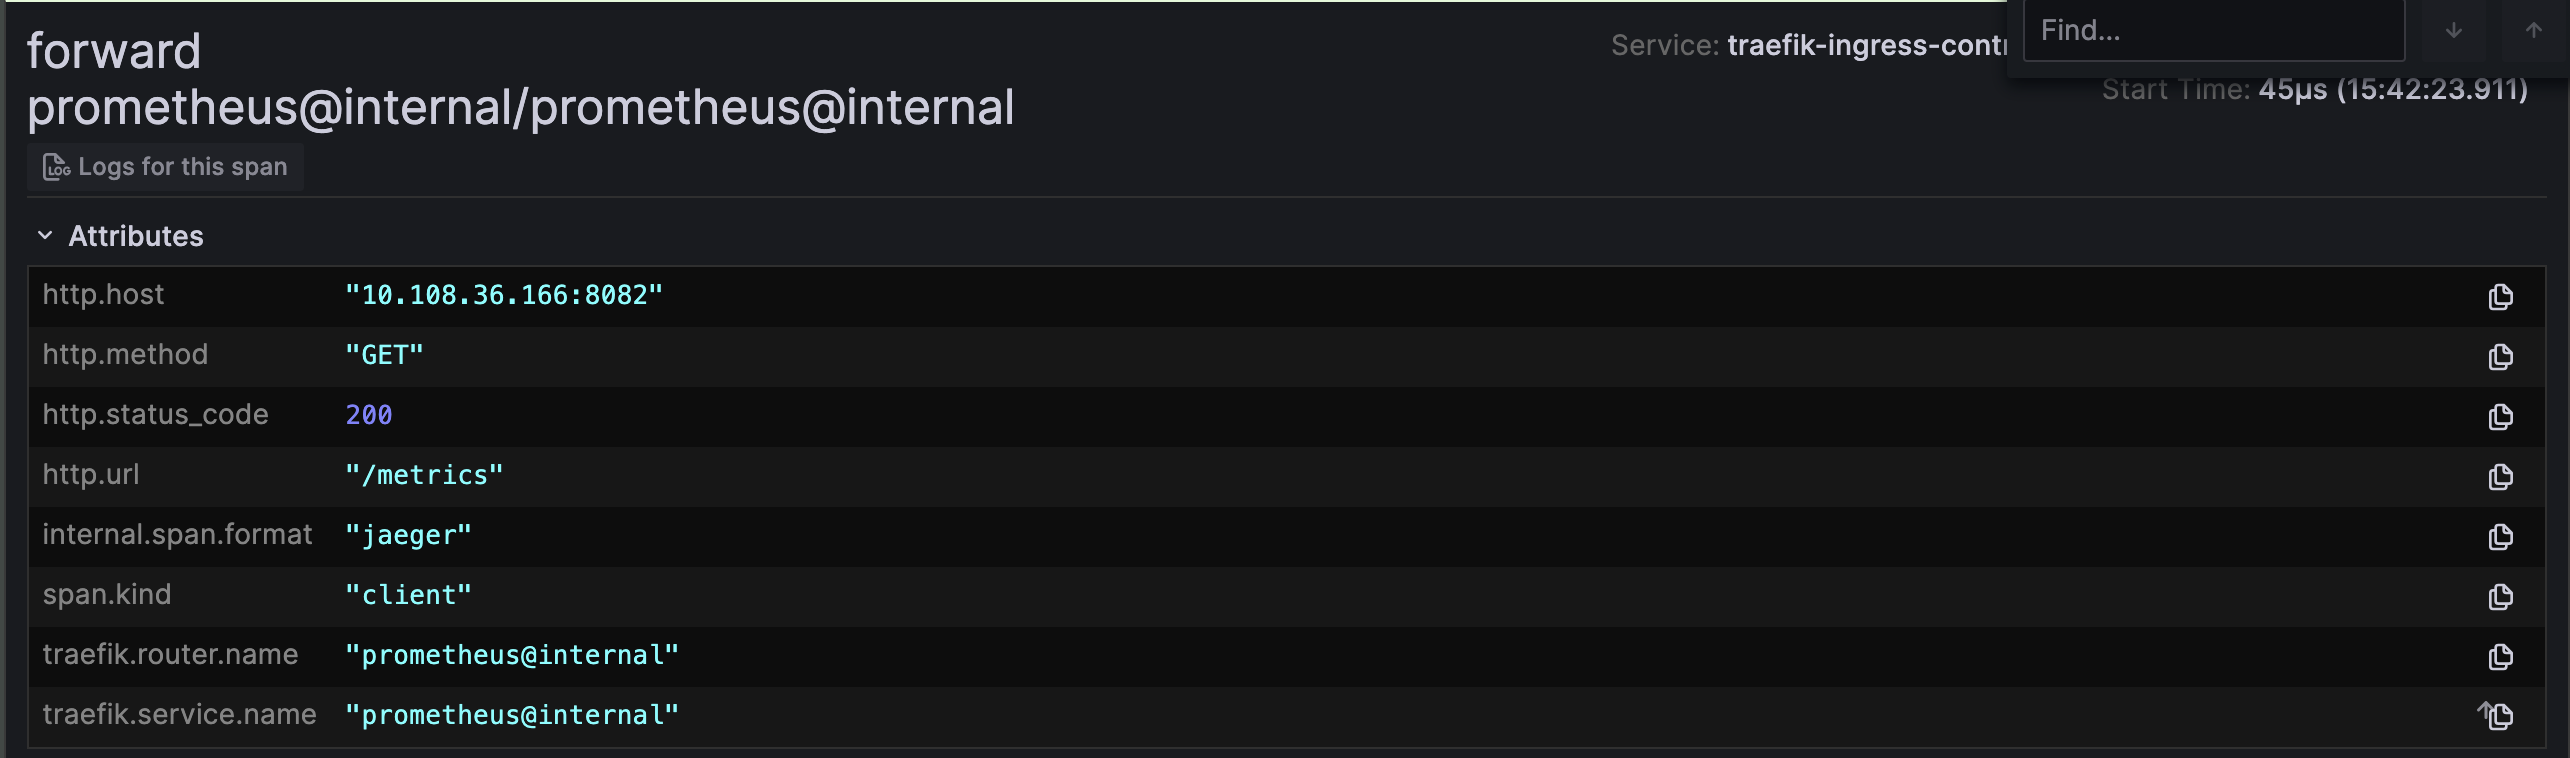 forward
prometheus@internal/prometheus@internal
Service: traefik-ingress-contr
Find...
Start Time: 45μs (15:42:23.911)
LOG Logs for this span
Attributes
http.host "10.108.36.166:8082"
http.method "GET"
http.status_code 200
http.url "/metrics"
internal.span.format "jaeger"
span.kind "client"
traefik.router.name "prometheus@internal"
traefik.service.name "prometheus@internal"